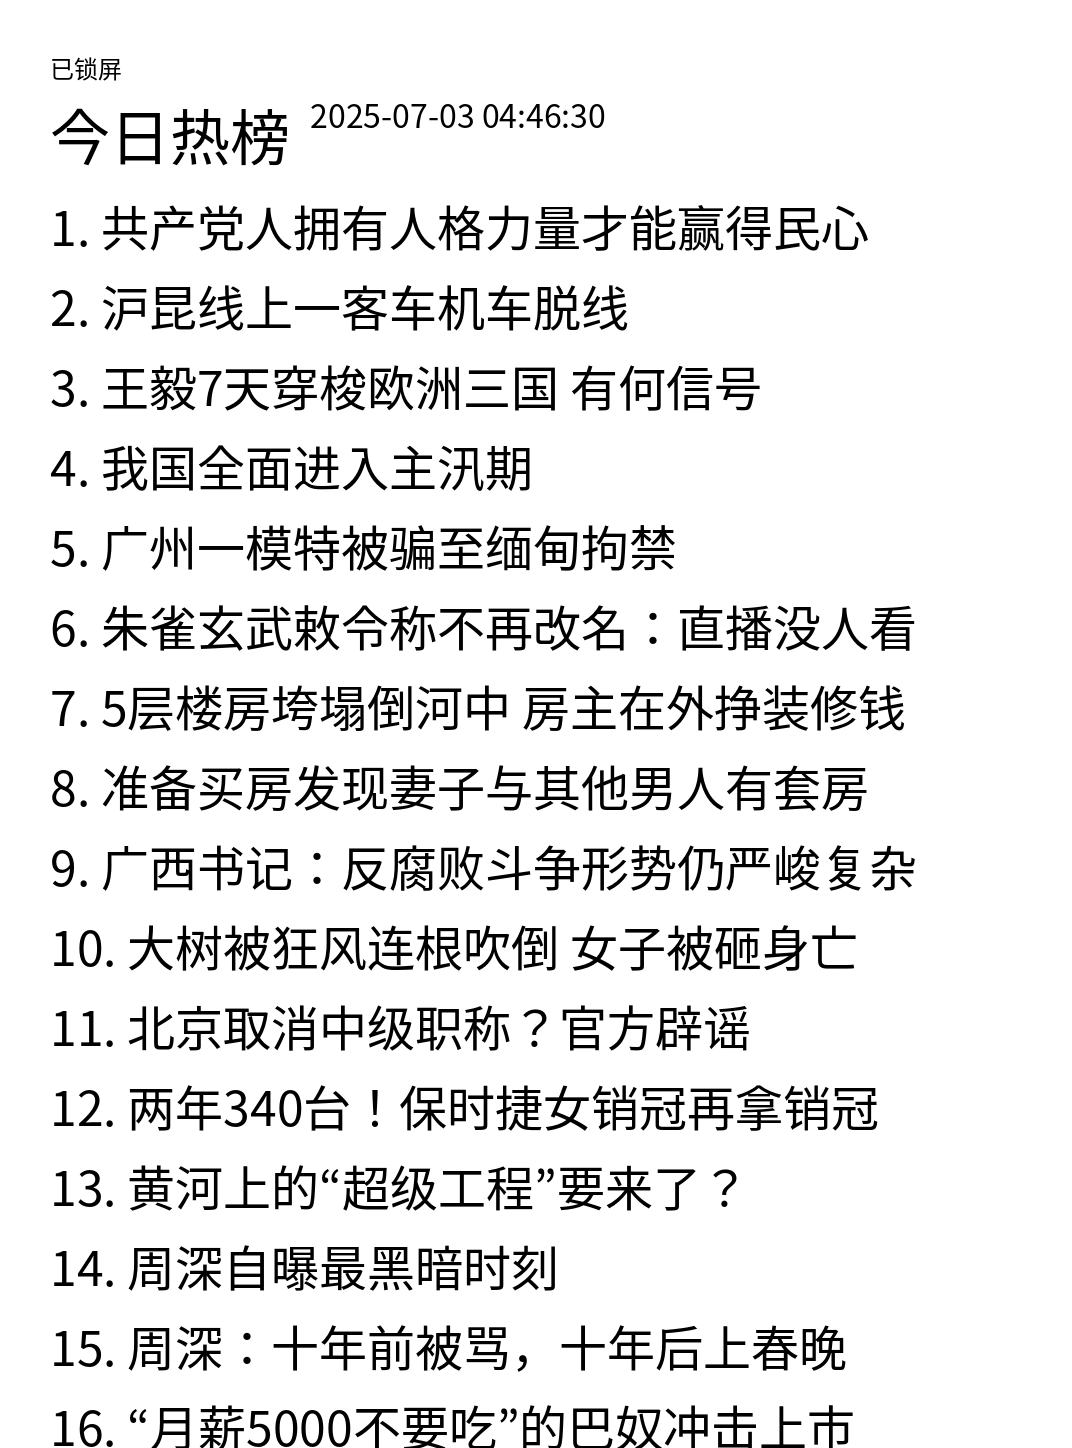 已锁屏
今日热榜 2025-07-03 04:46:30
1. 共产党人拥有人格力量才能赢得民心
2. 沪昆线上一客车机车脱线
3. 王毅7天穿梭欧洲三国 有何信号
4. 我国全面进入主汛期
5. 广州一模特被骗至缅甸拘禁
6. 朱雀玄武敕令称不再改名：直播没人看
7. 5层楼房垮塌倒河中 房主在外挣装修钱
8. 准备买房发现妻子与其他男人有套房
9. 广西书记：反腐败斗争形势仍严峻复杂
10. 大树被狂风连根吹倒 女子被砸身亡
11. 北京取消中级职称？官方辟谣
12. 两年340台！保时捷女销冠再拿销冠
13. 黄河上的“超级工程”要来了？
14. 周深自曝最黑暗时刻
15. 周深：十年前被骂，十年后上春晚
16. “月薪5000不要吃”的巴奴冲击上市